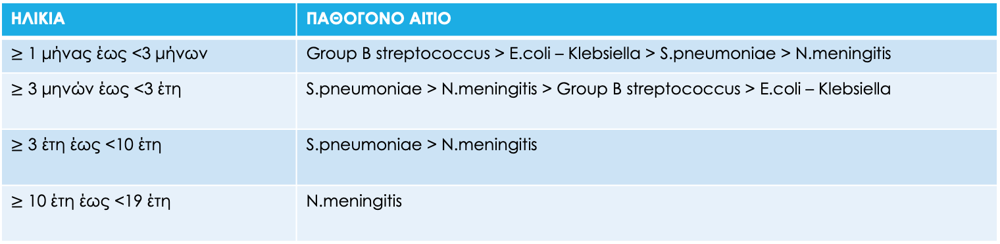 ΗΛΙΚΙΑ
ΠΑΘΟΓΟΝΟ ΑΙΤΙΟ
≥ 1 μήνας έως <3 μήνων
Group B streptococcus > E.coli – Klebsiella > S.pneumoniae > N.meningitis
≥ 3 μηνών έως <3 έτη
S.pneumoniae > N.meningitis > Group B streptococcus > E.coli – Klebsiella
≥ 3 έτη έως <10 έτη
S.pneumoniae > N.meningitis
≥ 10 έτη έως <19 έτη
N.meningitis